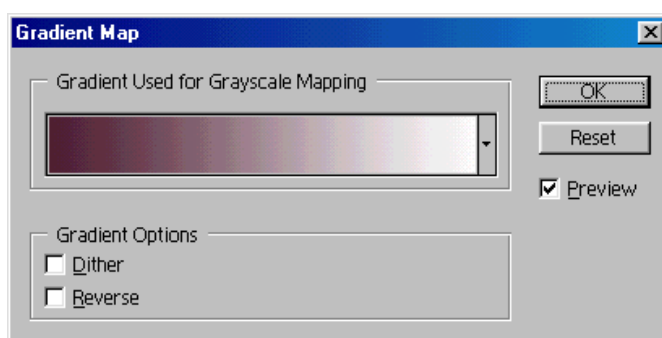 Gradient Map
Gradient Used for Grayscale Mapping
OK
Reset
Preview
Gradient Options
Dither
Reverse